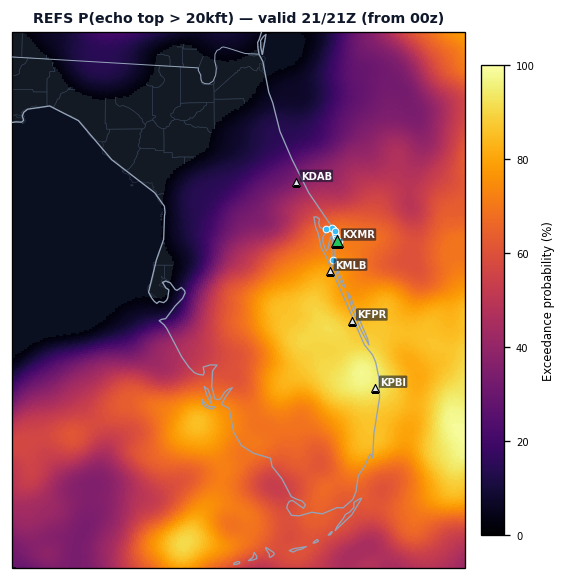 REFS P(echo top > 20kft) — valid 21/21Z (from 00z)
KDAB
KXMR
KMLB
KFPR
KPBI
100
80
60
40
20
0
Exceedance probability (%)